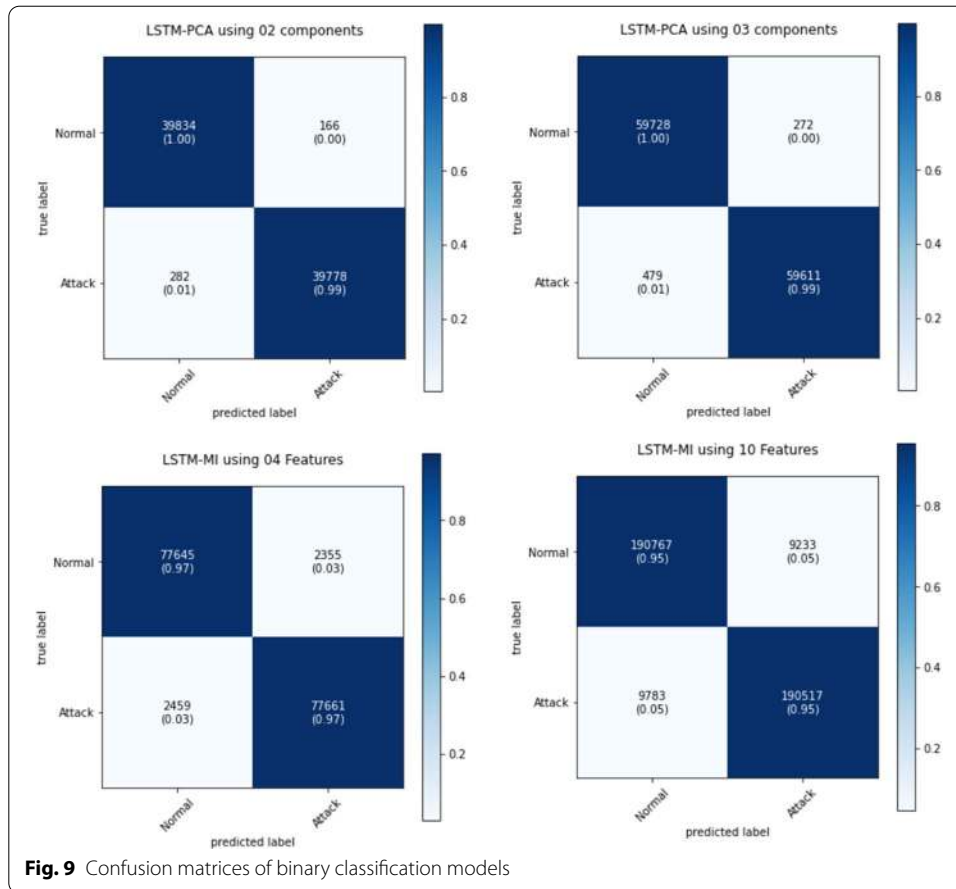 LSTM-PCA using 02 components
Normal
39834
(1.00)
166
(0.00)
Attack
282
(0.01)
39778
(0.99)
true label
Normal
Attack
predicted label
0.8
0.6
0.4
0.2
LSTM-PCA using 03 components
Normal
59728
(1.00)
272
(0.00)
Attack
479
(0.01)
59611
(0.99)
true label
Normal
Attack
predicted label
0.8
0.6
0.4
0.2
LSTM-MI using 04 Features
Normal
77645
(0.97)
2355
(0.03)
Attack
2459
(0.03)
77661
(0.97)
true label
Normal
Attack
predicted label
0.8
0.6
0.4
0.2
LSTM-MI using 10 Features
Normal
190767
(0.95)
9233
(0.05)
Attack
9783
(0.05)
190517
(0.95)
true label
Normal
Attack
predicted label
0.8
0.6
0.4
0.2
Fig. 9 Confusion matrices of binary classification models